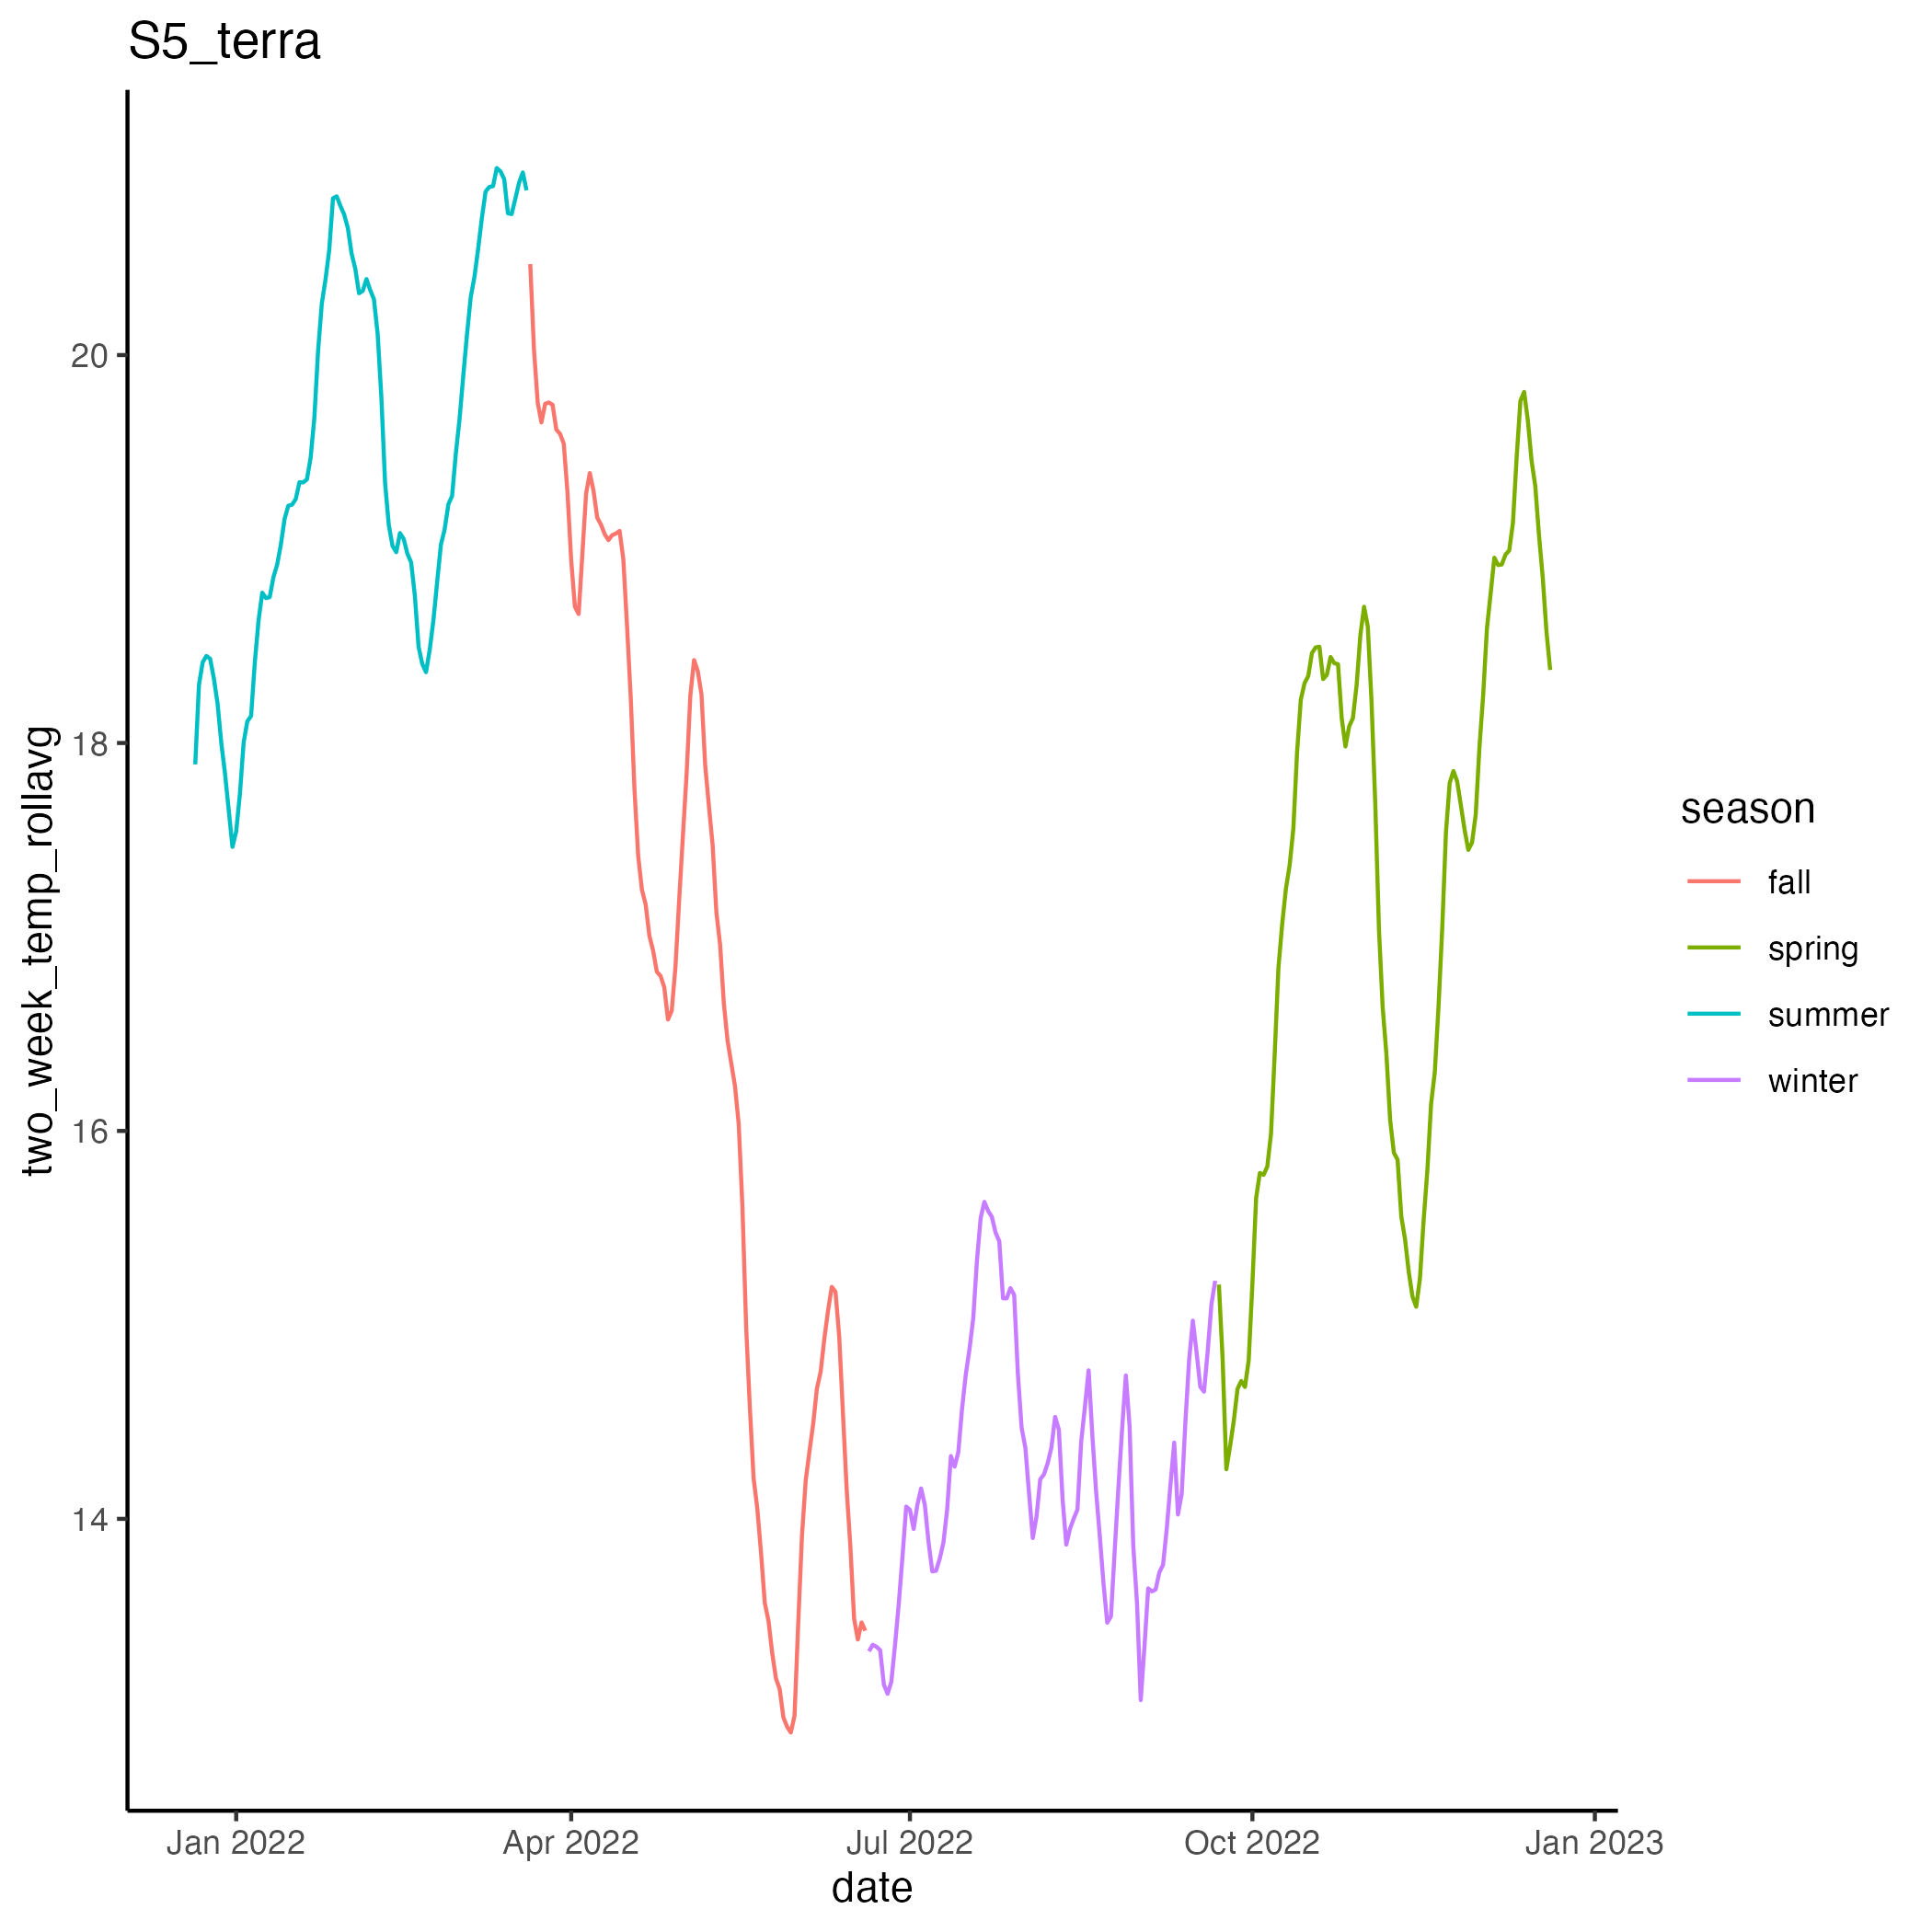 S5_terra
two_week_temp_rollavg
20
18
16
14
Jan 2022
Apr 2022
Jul 2022
Oct 2022
Jan 2023
date
season
fall
spring
summer
winter